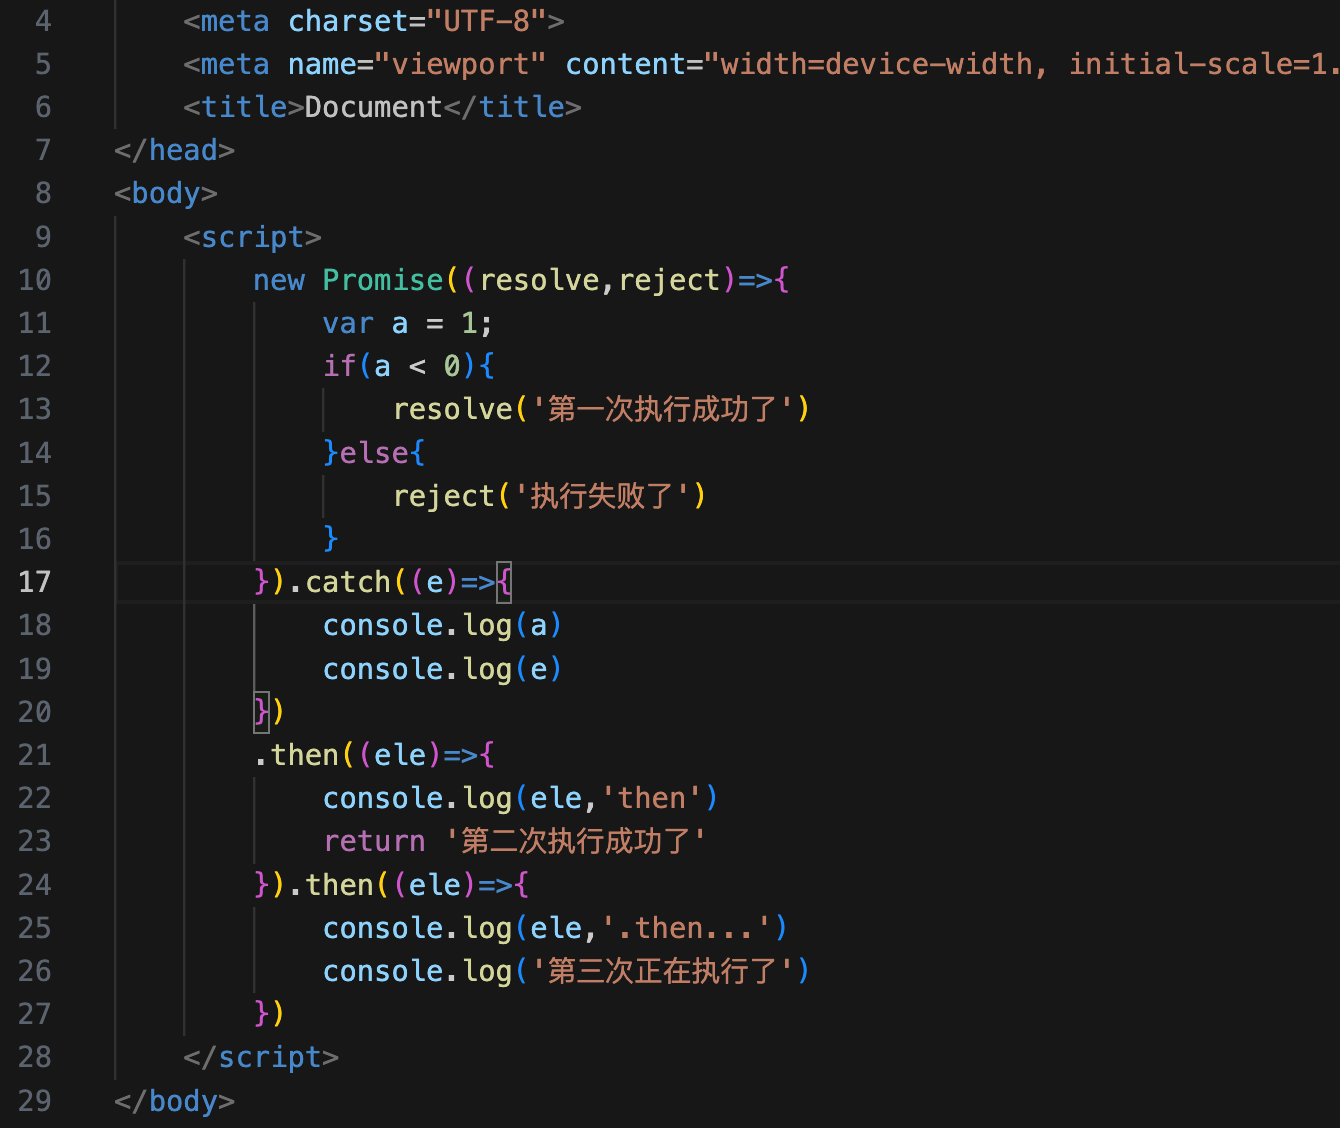 4 <meta charset="UTF-8">
5 <meta name="viewport" content="width=device-width, initial-scale=1.
6 <title>Document</title>
7 </head>
8 <body>
9 <script>
10 new Promise((resolve,reject)=>{
11 var a = 1;
12 if(a < 0){
13 resolve('第一次执行成功了')
14 }else{
15 reject('执行失败了')
16 }
17 }).catch((e)=>{
18 console.log(a)
19 console.log(e)
20 })
21 .then((ele)=>{
22 console.log(ele,'then')
23 return '第二次执行成功了'
24 }).then((ele)=>{
25 console.log(ele,'.then...')
26 console.log('第三次正在执行了')
27 })
28 </script>
29 </body>